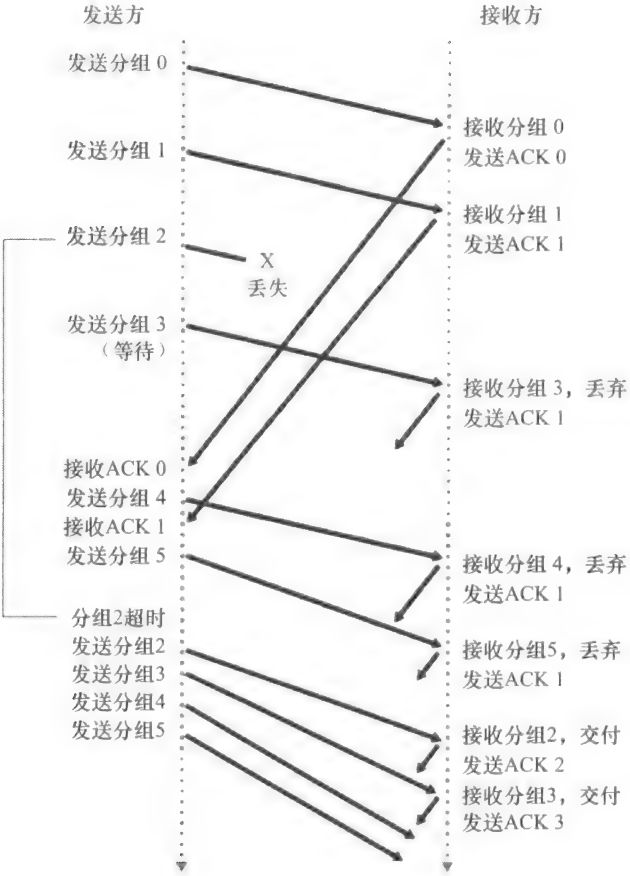 发送方
接收方
发送分组 0
接收分组 0
发送ACK 0
发送分组 1
接收分组 1
发送ACK 1
发送分组 2
X
丢失
发送分组 3
（等待）
接收分组 3，丢弃
发送ACK 1
接收ACK 0
发送分组 4
接收ACK 1
发送分组 5
接收分组 4，丢弃
发送ACK 1
分组2超时
发送分组2
发送分组3
发送分组4
发送分组5
接收分组5，丢弃
发送ACK 1
接收分组2，交付
发送ACK 2
接收分组3，交付
发送ACK 3